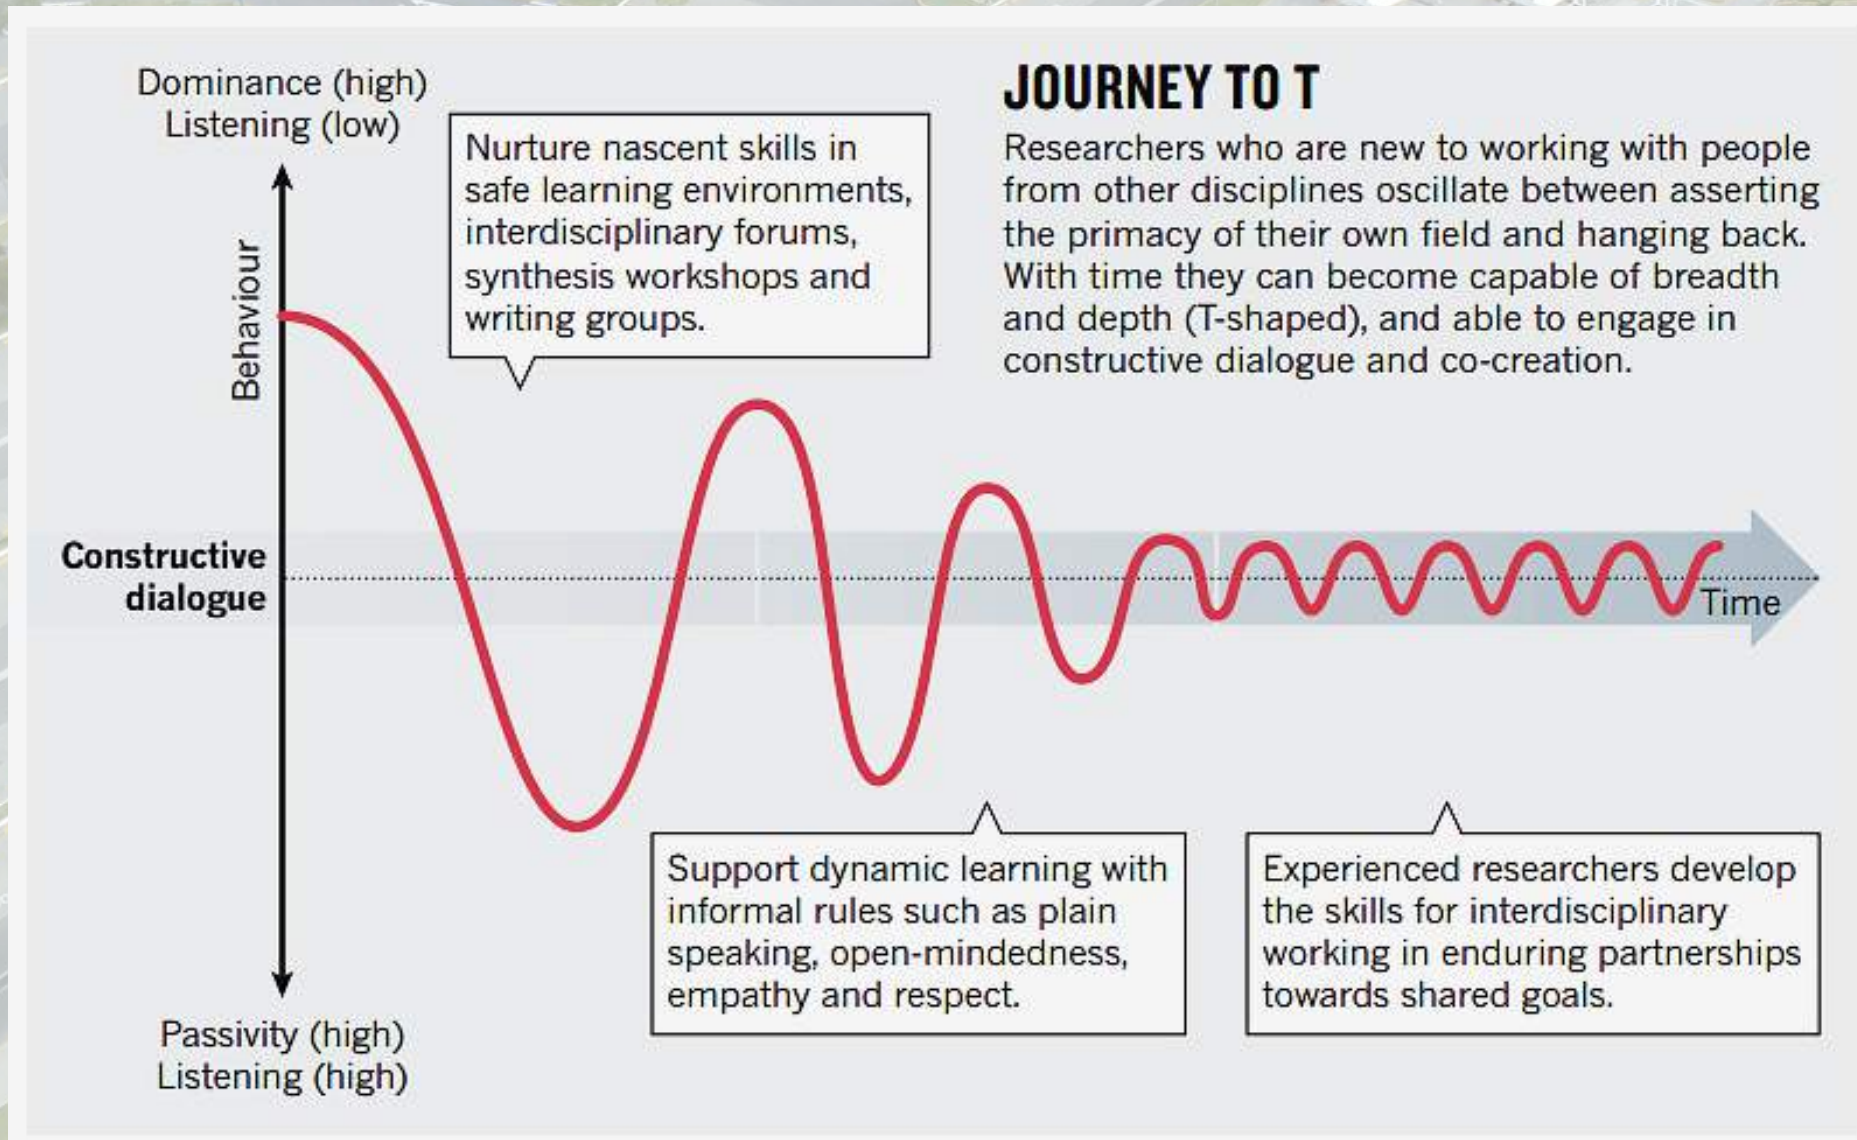 JOURNEY TO T
Researchers who are new to working with people
from other disciplines oscillate between asserting
the primacy of their own field and hanging back.
With time they can become capable of breadth
and depth (T-shaped), and able to engage in
constructive dialogue and co-creation.
Dominance (high)
Listening (low)
Behaviour
Nurture nascent skills in
safe learning environments,
interdisciplinary forums,
synthesis workshops and
writing groups.
Constructive
dialogue
Time
Support dynamic learning with
informal rules such as plain
speaking, open-mindedness,
empathy and respect.
Experienced researchers develop
the skills for interdisciplinary
working in enduring partnerships
towards shared goals.
Passivity (high)
Listening (high)